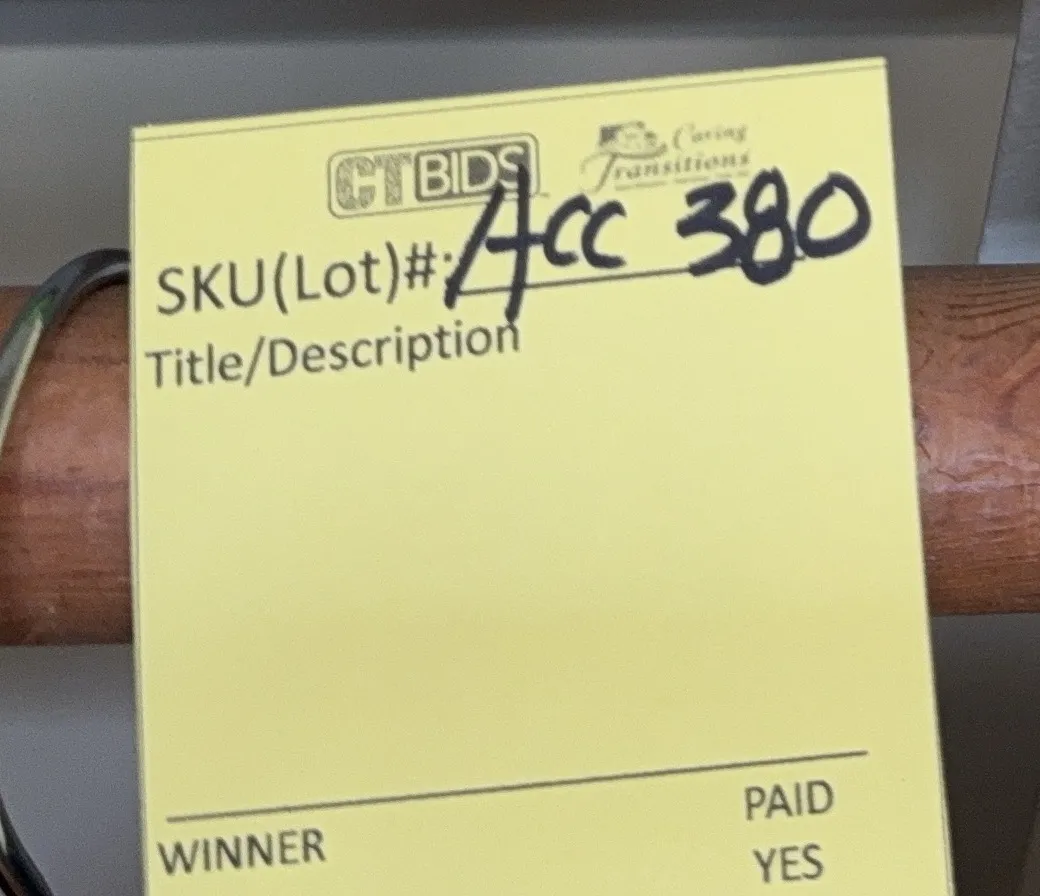 CTBIDS Caring
Transitions
SKU(Lot)#: Acc 380
Title/Description
PAID
WINNER
YES